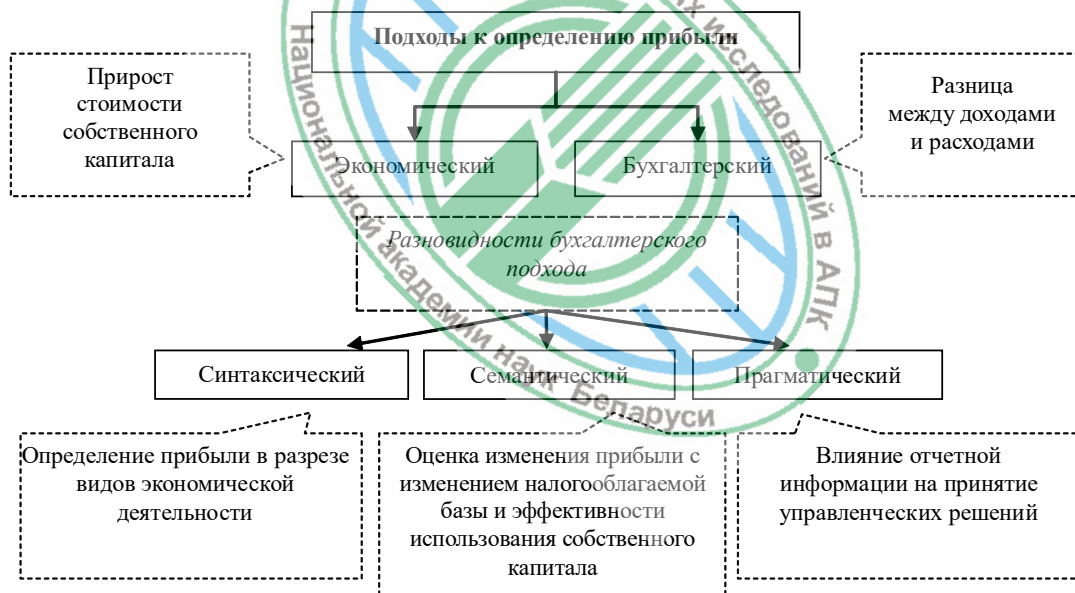 Подходы к определению прибыли
Прирост
стоимости
собственного
капитала
Разница
между доходами
и расходами
Экономический
Бухгалтерский
Разновидности бухгалтерского
подхода
Синтаксический
Семантический
Прагматический
Определение прибыли в разрезе
видов экономической
деятельности
Оценка изменения прибыли с
изменением налогооблагаемой
базы и эффективности
использования собственного
капитала
Влияние отчетной
информации на принятие
управленческих решений
Национальной академии наук Беларуси
исследований в АПК